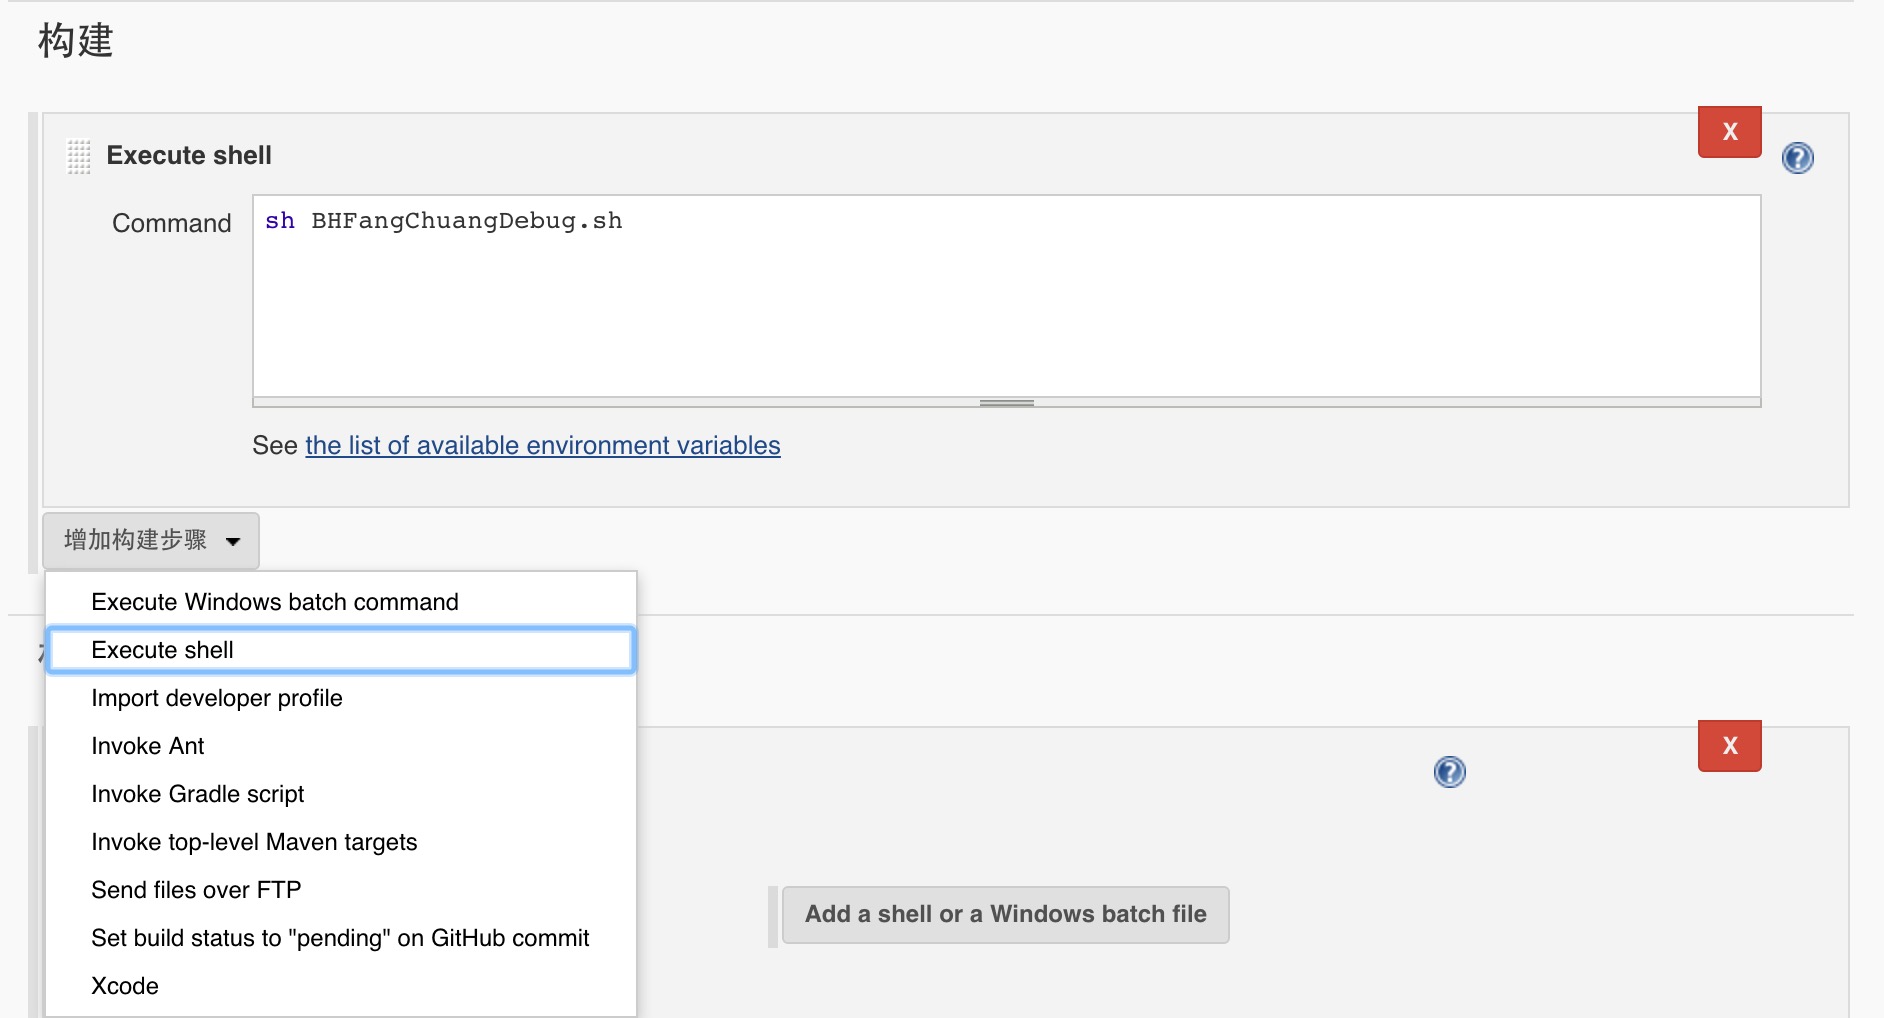 构建
X
Execute shell
Command
sh BHFangChuangDebug.sh
See the list of available environment variables
增加构建步骤
Execute Windows batch command
Execute shell
Import developer profile
X
Invoke Ant
Invoke Gradle script
Invoke top-level Maven targets
Send files over FTP
Add a shell or a Windows batch file
Set build status to "pending" on GitHub commit
Xcode